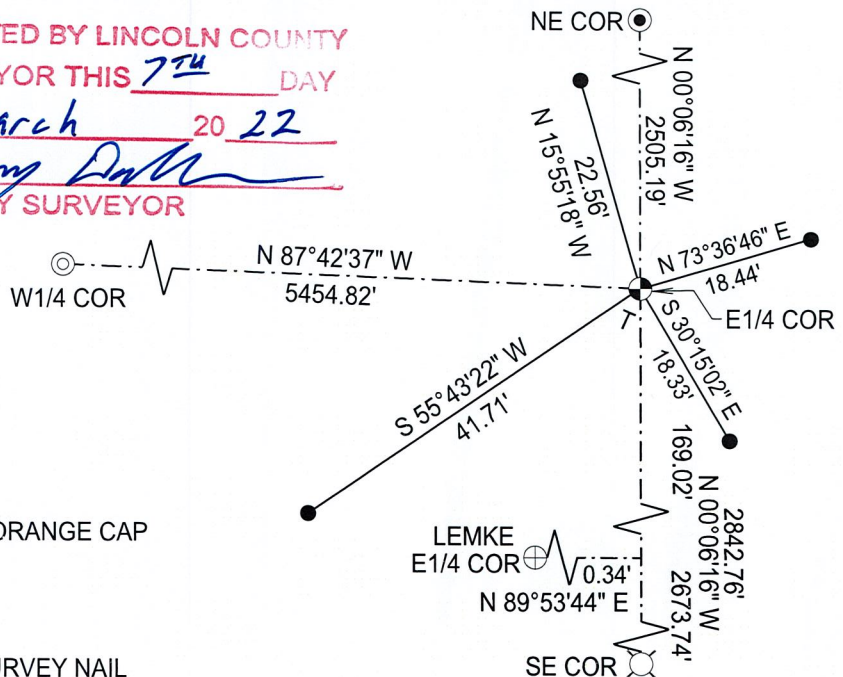 TED BY LINCOLN COUNTY
YOR THIS 7TH DAY
arch 20 22
Y SURVEYOR
NE COR
N 00°06'16" W
2505.19'
N 15°55'18" W
22.56'
N 73°36'46" E
18.44'
E1/4 COR
N 87°42'37" W
5454.82'
W1/4 COR
T
S 30°15'02" E
18.33'
S 55°43'22" W
41.71'
169.02'
2842.76'
N 00°06'16" W
2673.74'
ORANGE CAP
LEMKE
E1/4 COR
0.34'
N 89°53'44" E
URVEY NAIL
SE COR